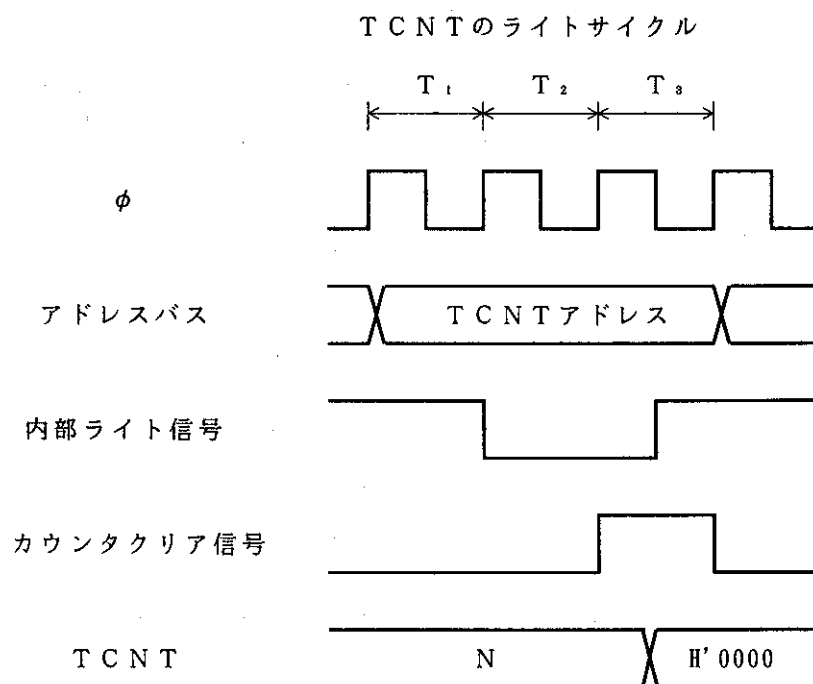 TCNTのライトサイクル
T₁ T₂ T₃
φ
アドレスバス
TCNTアドレス
内部ライト信号
カウンタクリア信号
TCNT
N
H'0000